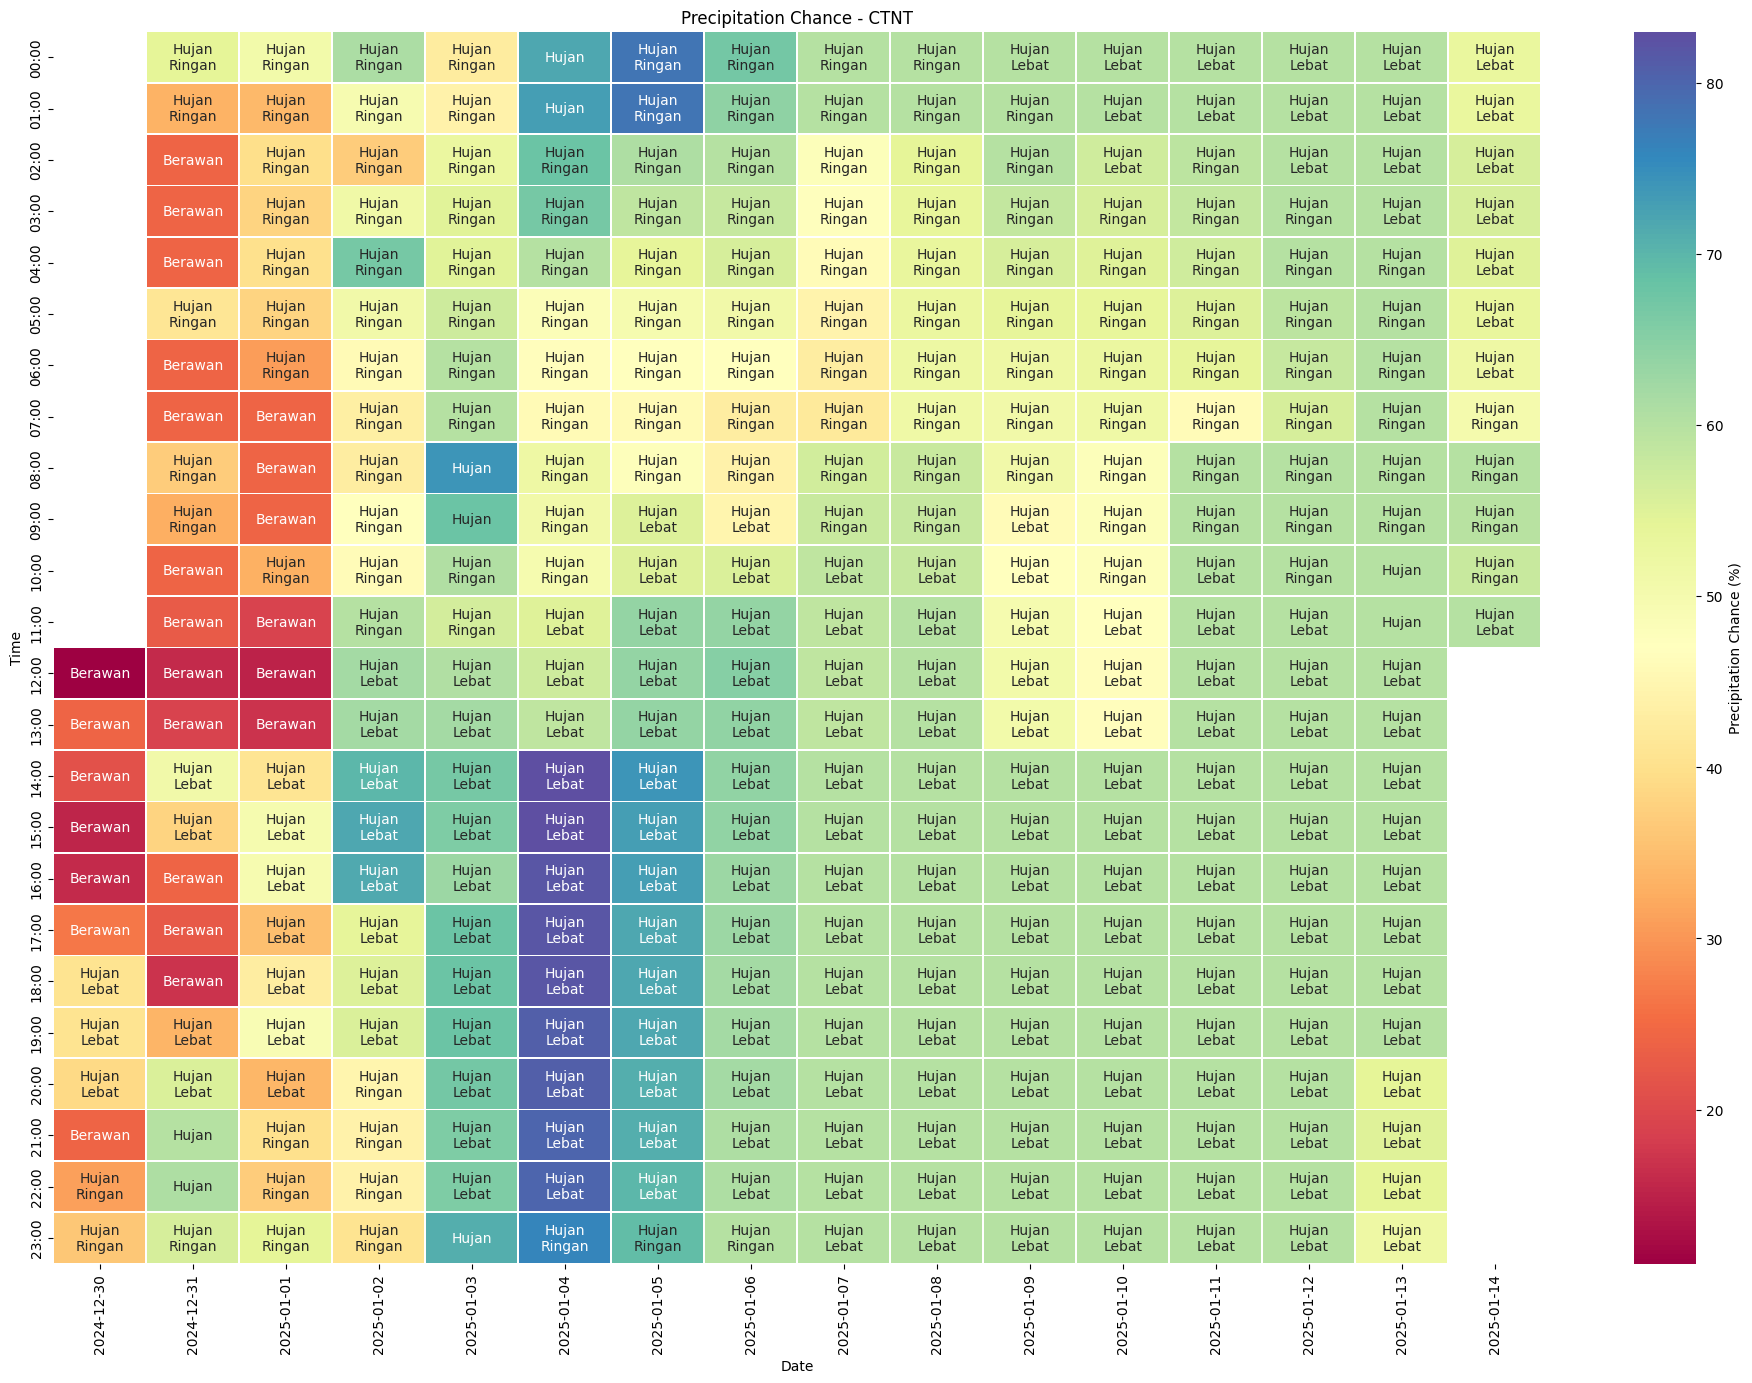 Precipitation Chance - CTNT
00:00 Hujan Ringan Hujan Ringan Hujan Ringan Hujan Ringan Hujan Hujan Ringan Hujan Ringan Hujan Ringan Hujan Ringan Hujan Lebat Hujan Lebat Hujan Lebat Hujan Lebat Hujan Lebat Hujan Lebat
01:00 Hujan Ringan Hujan Ringan Hujan Ringan Hujan Ringan Hujan Hujan Ringan Hujan Ringan Hujan Ringan Hujan Ringan Hujan Ringan Hujan Lebat Hujan Lebat Hujan Lebat Hujan Lebat Hujan Lebat
02:00 Berawan Hujan Ringan Hujan Ringan Hujan Ringan Hujan Ringan Hujan Ringan Hujan Ringan Hujan Ringan Hujan Ringan Hujan Ringan Hujan Lebat Hujan Ringan Hujan Lebat Hujan Lebat Hujan Lebat
03:00 Berawan Hujan Ringan Hujan Ringan Hujan Ringan Hujan Ringan Hujan Ringan Hujan Ringan Hujan Ringan Hujan Ringan Hujan Ringan Hujan Ringan Hujan Ringan Hujan Ringan Hujan Lebat Hujan Lebat
04:00 Berawan Hujan Ringan Hujan Ringan Hujan Ringan Hujan Ringan Hujan Ringan Hujan Ringan Hujan Ringan Hujan Ringan Hujan Ringan Hujan Ringan Hujan Ringan Hujan Ringan Hujan Ringan Hujan Lebat
05:00 Hujan Ringan Hujan Ringan Hujan Ringan Hujan Ringan Hujan Ringan Hujan Ringan Hujan Ringan Hujan Ringan Hujan Ringan Hujan Ringan Hujan Ringan Hujan Ringan Hujan Ringan Hujan Ringan Hujan Lebat
06:00 Berawan Hujan Ringan Hujan Ringan Hujan Ringan Hujan Ringan Hujan Ringan Hujan Ringan Hujan Ringan Hujan Ringan Hujan Ringan Hujan Ringan Hujan Ringan Hujan Ringan Hujan Ringan Hujan Lebat
07:00 Berawan Berawan Hujan Ringan Hujan Ringan Hujan Ringan Hujan Ringan Hujan Ringan Hujan Ringan Hujan Ringan Hujan Ringan Hujan Ringan Hujan Ringan Hujan Ringan Hujan Ringan Hujan Ringan
08:00 Hujan Ringan Berawan Hujan Ringan Hujan Hujan Ringan Hujan Ringan Hujan Ringan Hujan Ringan Hujan Ringan Hujan Ringan Hujan Ringan Hujan Ringan Hujan Ringan Hujan Ringan Hujan Ringan
09:00 Hujan Ringan Berawan Hujan Ringan Hujan Hujan Ringan Hujan Lebat Hujan Lebat Hujan Ringan Hujan Ringan Hujan Lebat Hujan Ringan Hujan Ringan Hujan Ringan Hujan Ringan Hujan Ringan
10:00 Berawan Hujan Ringan Hujan Ringan Hujan Ringan Hujan Ringan Hujan Lebat Hujan Lebat Hujan Lebat Hujan Lebat Hujan Lebat Hujan Ringan Hujan Lebat Hujan Ringan Hujan Hujan Ringan
11:00 Berawan Berawan Hujan Ringan Hujan Ringan Hujan Lebat Hujan Lebat Hujan Lebat Hujan Lebat Hujan Lebat Hujan Lebat Hujan Lebat Hujan Lebat Hujan Lebat Hujan Hujan Lebat
12:00 Berawan Berawan Berawan Hujan Lebat Hujan Lebat Hujan Lebat Hujan Lebat Hujan Lebat Hujan Lebat Hujan Lebat Hujan Lebat Hujan Lebat Hujan Lebat Hujan Lebat Hujan Lebat
13:00 Berawan Berawan Berawan Hujan Lebat Hujan Lebat Hujan Lebat Hujan Lebat Hujan Lebat Hujan Lebat Hujan Lebat Hujan Lebat Hujan Lebat Hujan Lebat Hujan Lebat Hujan Lebat
14:00 Berawan Hujan Lebat Hujan Lebat Hujan Lebat Hujan Lebat Hujan Lebat Hujan Lebat Hujan Lebat Hujan Lebat Hujan Lebat Hujan Lebat Hujan Lebat Hujan Lebat Hujan Lebat Hujan Lebat
15:00 Berawan Hujan Lebat Hujan Lebat Hujan Lebat Hujan Lebat Hujan Lebat Hujan Lebat Hujan Lebat Hujan Lebat Hujan Lebat Hujan Lebat Hujan Lebat Hujan Lebat Hujan Lebat Hujan Lebat
16:00 Berawan Berawan Hujan Lebat Hujan Lebat Hujan Lebat Hujan Lebat Hujan Lebat Hujan Lebat Hujan Lebat Hujan Lebat Hujan Lebat Hujan Lebat Hujan Lebat Hujan Lebat Hujan Lebat
17:00 Berawan Berawan Hujan Lebat Hujan Lebat Hujan Lebat Hujan Lebat Hujan Lebat Hujan Lebat Hujan Lebat Hujan Lebat Hujan Lebat Hujan Lebat Hujan Lebat Hujan Lebat Hujan Lebat
18:00 Hujan Lebat Berawan Hujan Lebat Hujan Lebat Hujan Lebat Hujan Lebat Hujan Lebat Hujan Lebat Hujan Lebat Hujan Lebat Hujan Lebat Hujan Lebat Hujan Lebat Hujan Lebat Hujan Lebat
19:00 Hujan Lebat Hujan Lebat Hujan Lebat Hujan Lebat Hujan Lebat Hujan Lebat Hujan Lebat Hujan Lebat Hujan Lebat Hujan Lebat Hujan Lebat Hujan Lebat Hujan Lebat Hujan Lebat Hujan Lebat
20:00 Hujan Lebat Hujan Lebat Hujan Lebat Hujan Ringan Hujan Lebat Hujan Lebat Hujan Lebat Hujan Lebat Hujan Lebat Hujan Lebat Hujan Lebat Hujan Lebat Hujan Lebat Hujan Lebat Hujan Lebat
21:00 Berawan Hujan Hujan Ringan Hujan Ringan Hujan Lebat Hujan Lebat Hujan Lebat Hujan Lebat Hujan Lebat Hujan Lebat Hujan Lebat Hujan Lebat Hujan Lebat Hujan Lebat Hujan Lebat
22:00 Hujan Ringan Hujan Hujan Ringan Hujan Ringan Hujan Lebat Hujan Lebat Hujan Lebat Hujan Lebat Hujan Lebat Hujan Lebat Hujan Lebat Hujan Lebat Hujan Lebat Hujan Lebat Hujan Lebat
23:00 Hujan Ringan Hujan Ringan Hujan Ringan Hujan Ringan Hujan Hujan Ringan Hujan Ringan Hujan Ringan Hujan Lebat Hujan Lebat Hujan Lebat Hujan Lebat Hujan Lebat Hujan Lebat Hujan Lebat
Time
2024-12-30 2024-12-31 2025-01-01 2025-01-02 2025-01-03 2025-01-04 2025-01-05 2025-01-06 2025-01-07 2025-01-08 2025-01-09 2025-01-10 2025-01-11 2025-01-12 2025-01-13 2025-01-14
Date
80
70
60
50
40
30
20
Precipitation Chance (%)